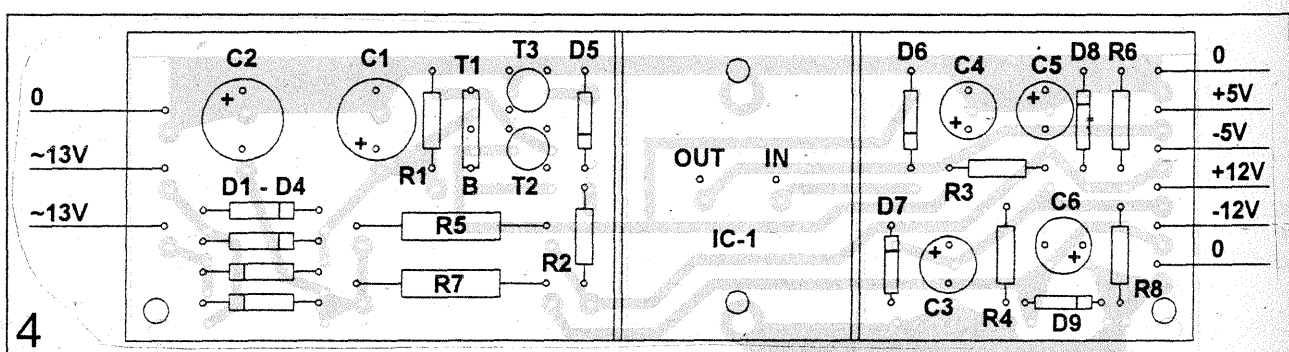 C2 C1 T1 T3 D5 D6 C4 C5 D8 R6 0
0 +5V
-5V
~13V R1 B T2 OUT IN R3 +12V
D1 - D4 D7 C6 -12V
~13V R5 R2 IC-1 0
R7 C3 R4 D9 R8
4